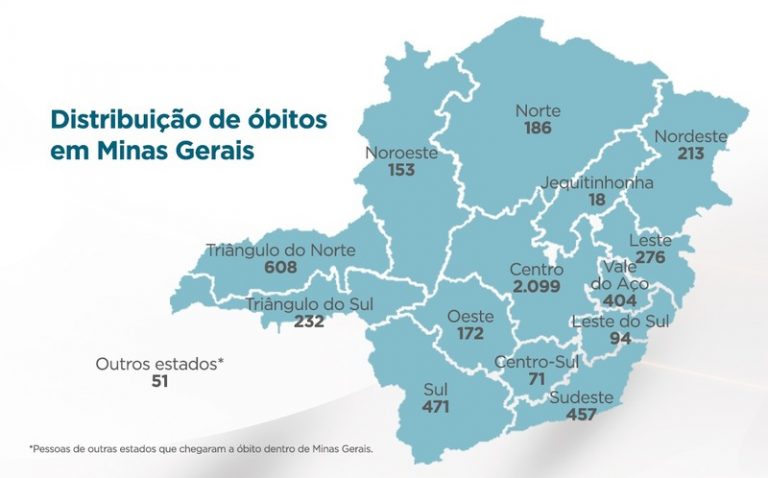 Distribuição de óbitos
em Minas Gerais
Norte
186
Nordeste
213
Noroeste
153
Jequitinhonha
18
Triângulo do Norte
608
Leste
276
Centro
2.099
Vale
do Aço
404
Triângulo do Sul
232
Oeste
172
Leste do Sul
94
Outros estados*
51
Centro-Sul
71
Sul
471
Sudeste
457
*Pessoas de outras estados que chegaram a óbito dentro de Minas Gerais.